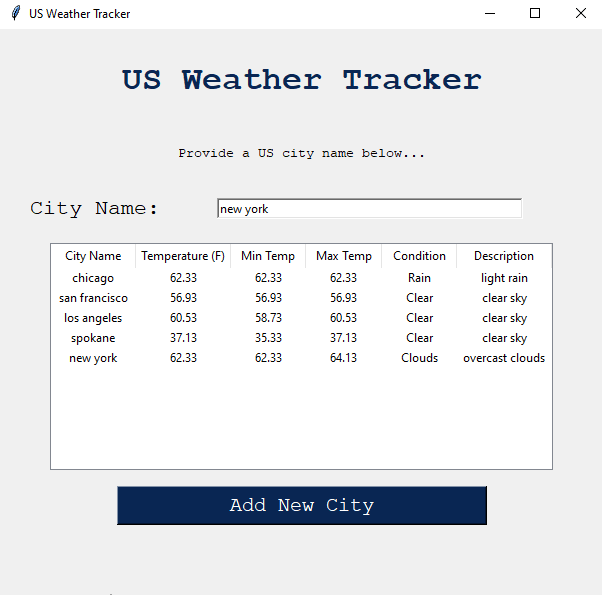 US Weather Tracker
US Weather Tracker
Provide a US city name below...
City Name: new york
City Name Temperature (F) Min Temp Max Temp Condition Description
chicago 62.33 62.33 62.33 Rain light rain
san francisco 56.93 56.93 56.93 Clear clear sky
los angeles 60.53 58.73 60.53 Clear clear sky
spokane 37.13 35.33 37.13 Clear clear sky
new york 62.33 62.33 64.13 Clouds overcast clouds
Add New City